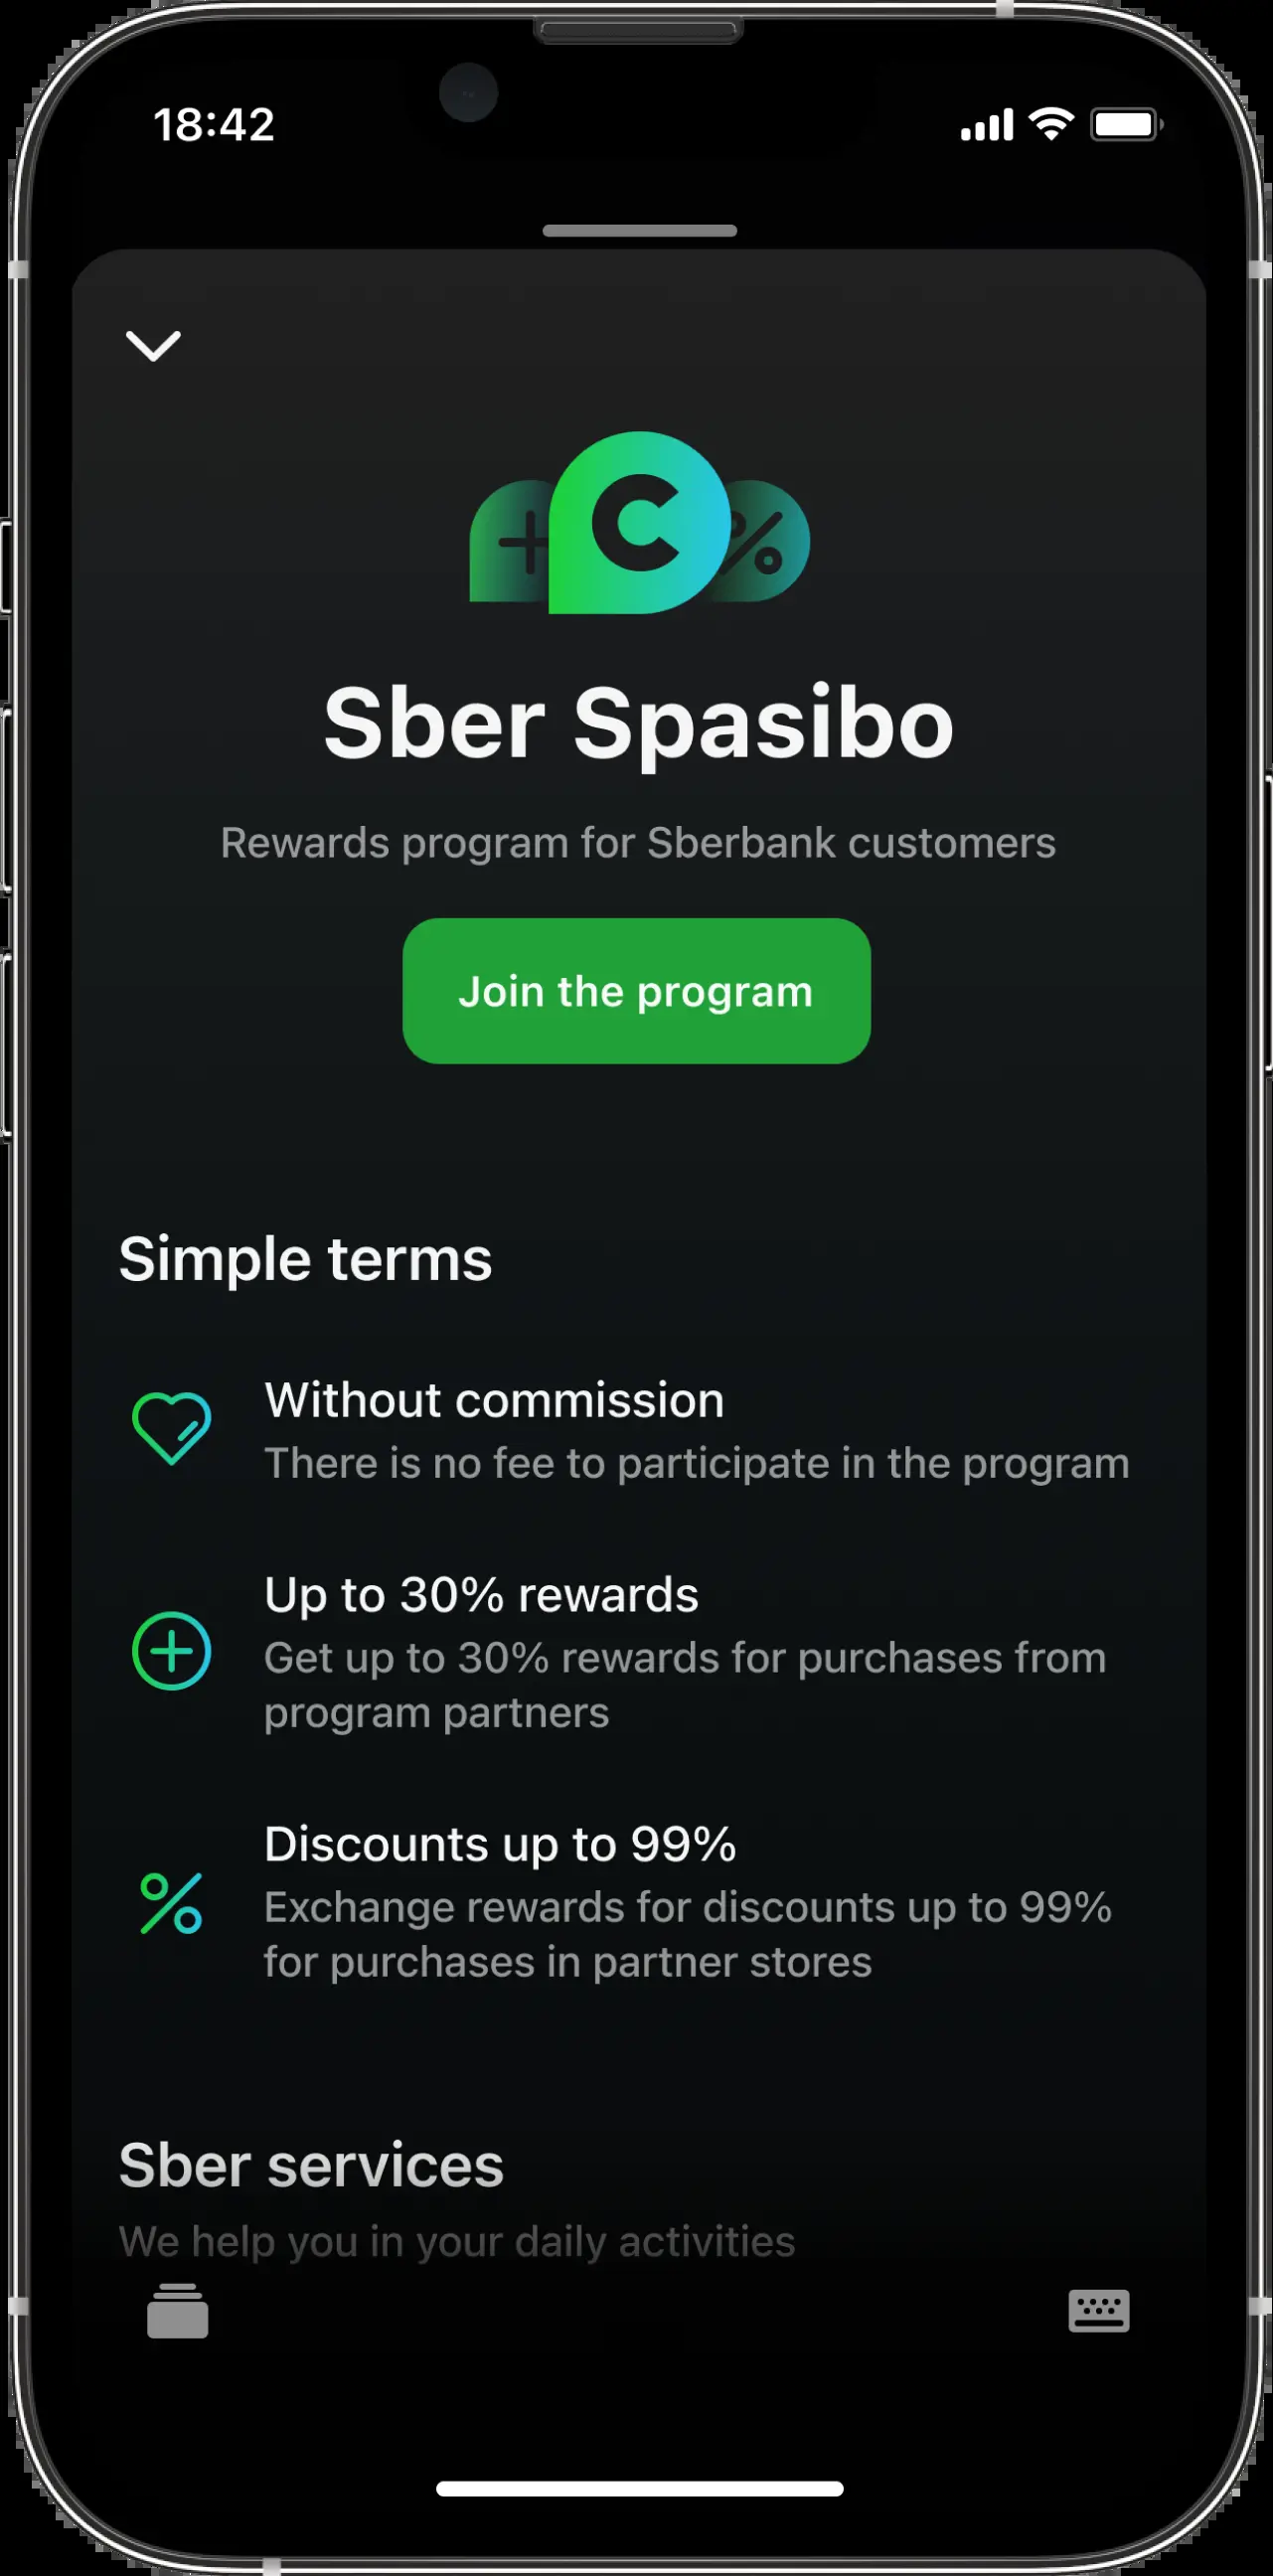 18:42
C
%
Sber Spasibo
Rewards program for Sberbank customers
Join the program
Simple terms
Without commission
There is no fee to participate in the program
Up to 30% rewards
Get up to 30% rewards for purchases from
program partners
Discounts up to 99%
Exchange rewards for discounts up to 99%
for purchases in partner stores
Sber services
We help you in your daily activities